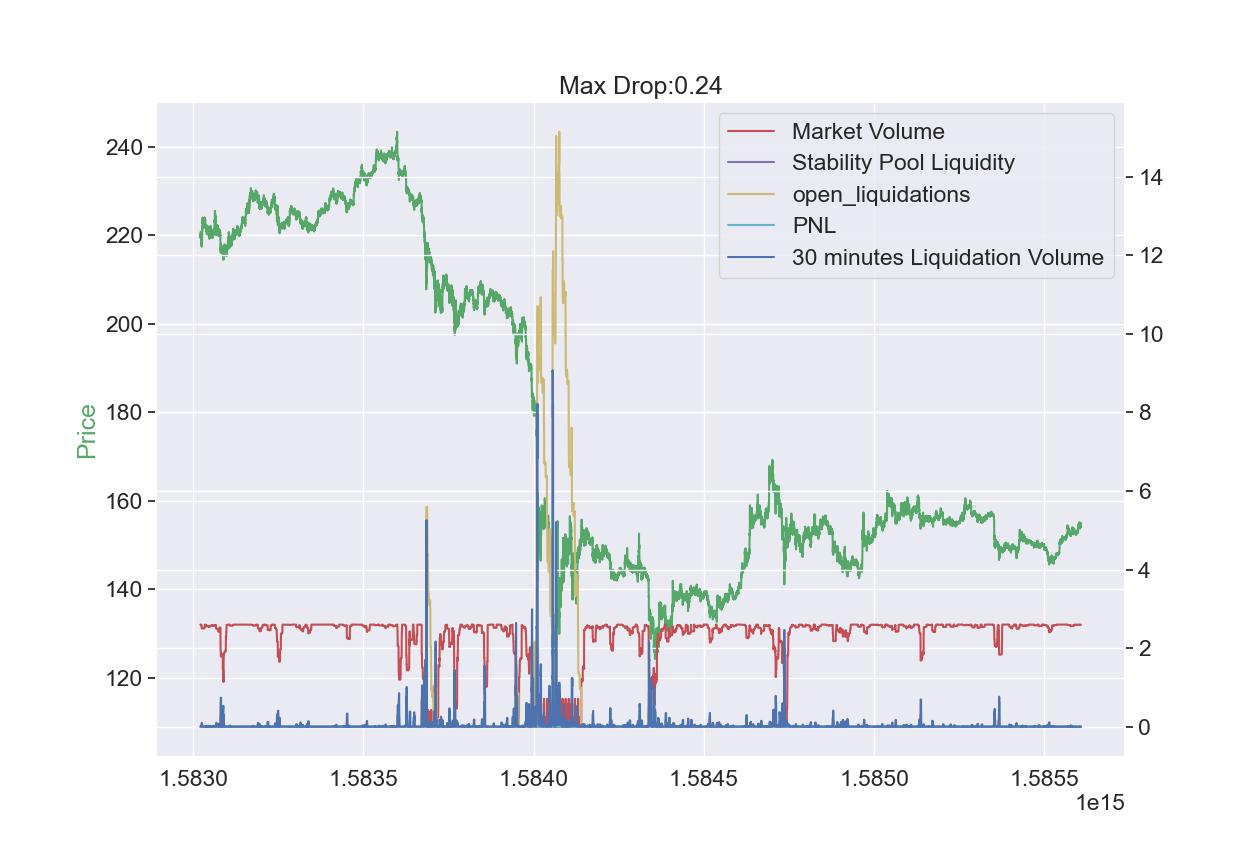 Max Drop:0.24
Market Volume
Stability Pool Liquidity
open_liquidations
PNL
30 minutes Liquidation Volume
240
220
200
180
160
140
120
Price
14
12
10
8
6
4
2
0
1.5830 1.5835 1.5840 1.5845 1.5850 1.5855
1e15